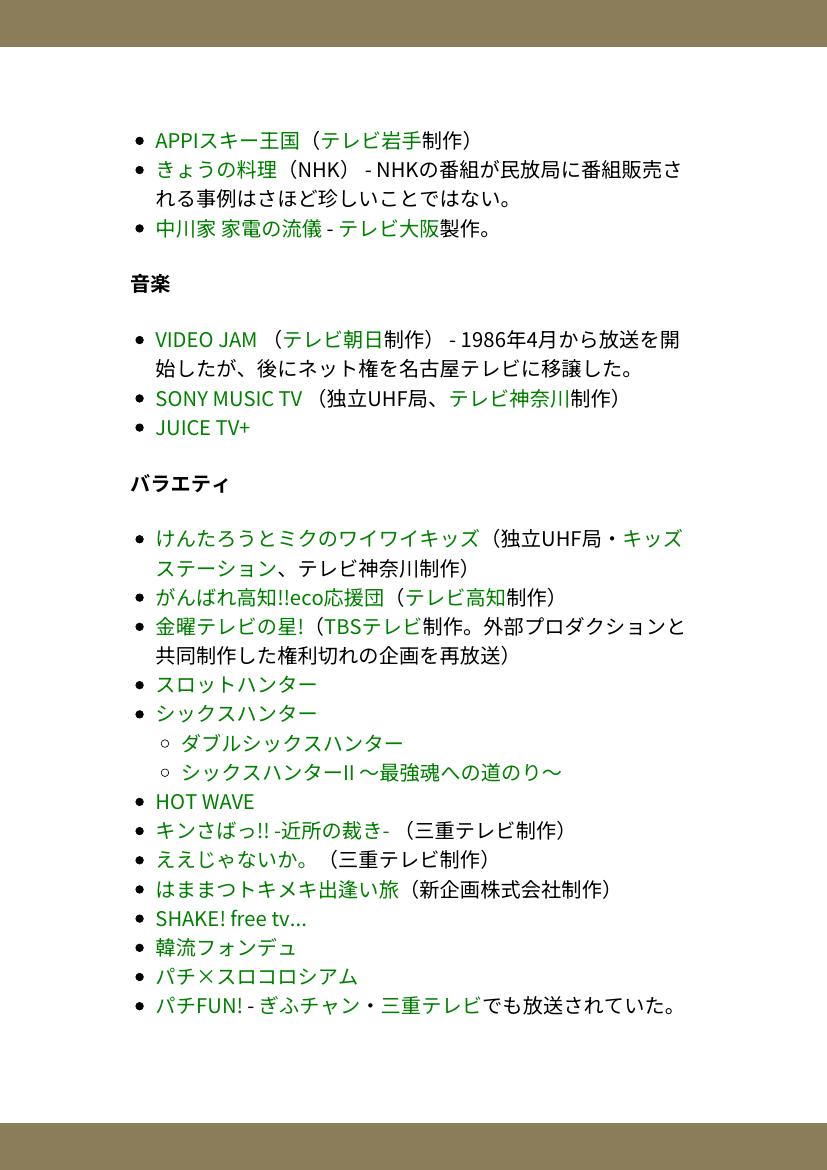 APPIスキー王国（テレビ岩手制作）
きょうの料理（NHK） - NHKの番組が民放局に番組販売さ
れる事例はさほど珍しいことではない。
中川家 家電の流儀 - テレビ大阪製作。
音楽
VIDEO JAM （テレビ朝日制作） - 1986年4月から放送を開
始したが、後にネット権を名古屋テレビに移譲した。
SONY MUSIC TV （独立UHF局、テレビ神奈川制作）
JUICE TV+
バラエティ
けんたろうとミクのワイワイキッズ（独立UHF局・キッズ
ステーション、テレビ神奈川制作）
がんばれ高知!!eco応援団（テレビ高知制作）
金曜テレビの星!（TBSテレビ制作。外部プロダクションと
共同制作した権利切れの企画を再放送）
スロットハンター
シックスハンター
ダブルシックスハンター
シックスハンターII 〜最強魂への道のり〜
HOT WAVE
キンさばっ!! -近所の裁き- （三重テレビ制作）
ええじゃないか。（三重テレビ制作）
はままつトキメキ出逢い旅（新企画株式会社制作）
SHAKE! free tv...
韓流フォンデュ
パチ×スロコロシアム
パチFUN! - ぎふチャン・三重テレビでも放送されていた。